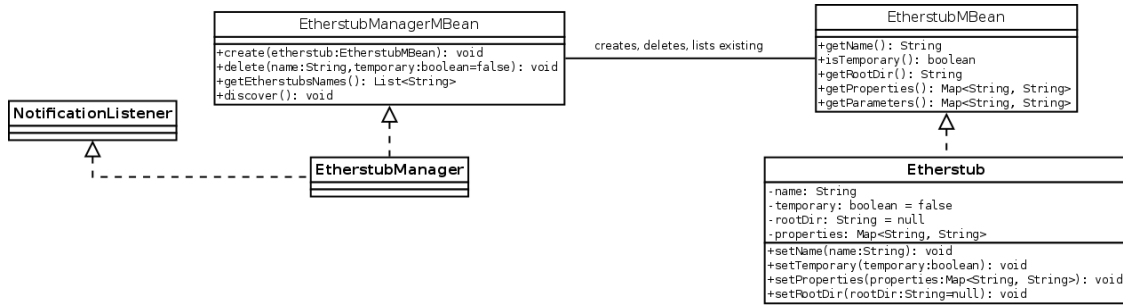 EtherstubManagerMBean
+create(etherstub:EtherstubMBean): void
+delete(name:String,temporary:boolean=false): void
+getEtherstubsNames(): List<String>
+discover(): void
creates, deletes, lists existing
EtherstubMBean
+getName(): String
+isTemporary(): boolean
+getRootDir(): String
+getProperties(): Map<String, String>
+getParameters(): Map<String, String>
NotificationListener
EtherstubManager
Etherstub
-name: String
-temporary: boolean = false
-rootDir: String = null
-properties: Map<String, String>
+setName(name:String): void
+setTemporary(temporary:boolean): void
+setProperties(properties:Map<String, String>): void
+setRootDir(rootDir:String=null): void